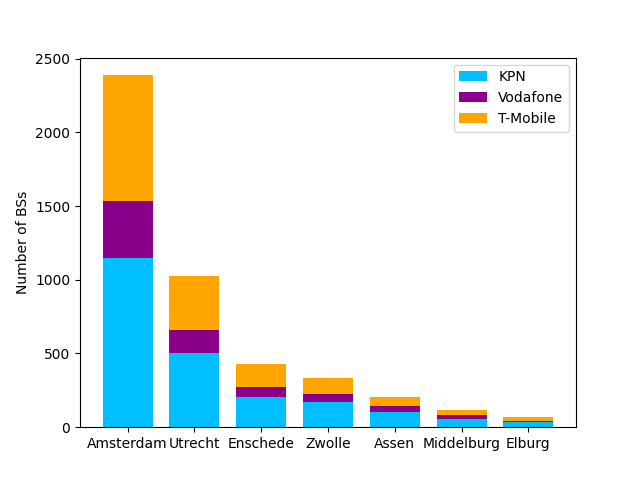 2500
2000
1500
1000
500
0
Number of BSs
KPN
Vodafone
T-Mobile
Amsterdam Utrecht Enschede Zwolle Assen Middelburg Elburg